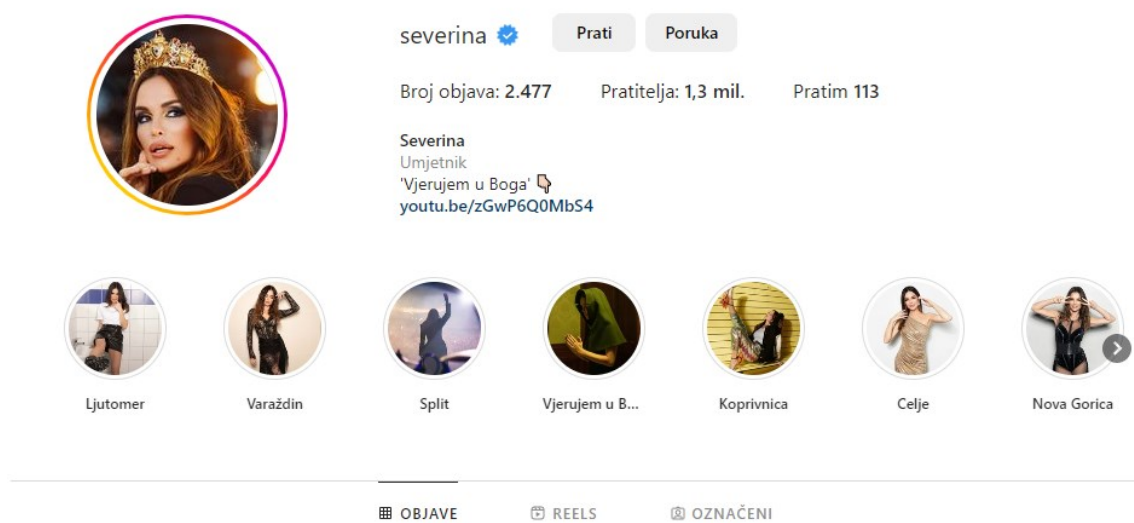 severina Prati Poruka
Broj objava: 2.477 Pratitelja: 1,3 mil. Pratim 113
Severina
Umjetnik
'Vjerujem u Boga' 👇🏻
youtu.be/zGwP6Q0MbS4
Ljutomer Varaždin Split Vjerujem u B... Koprivnica Celje Nova Gorica
OBJAVE REELS OZNAČENI